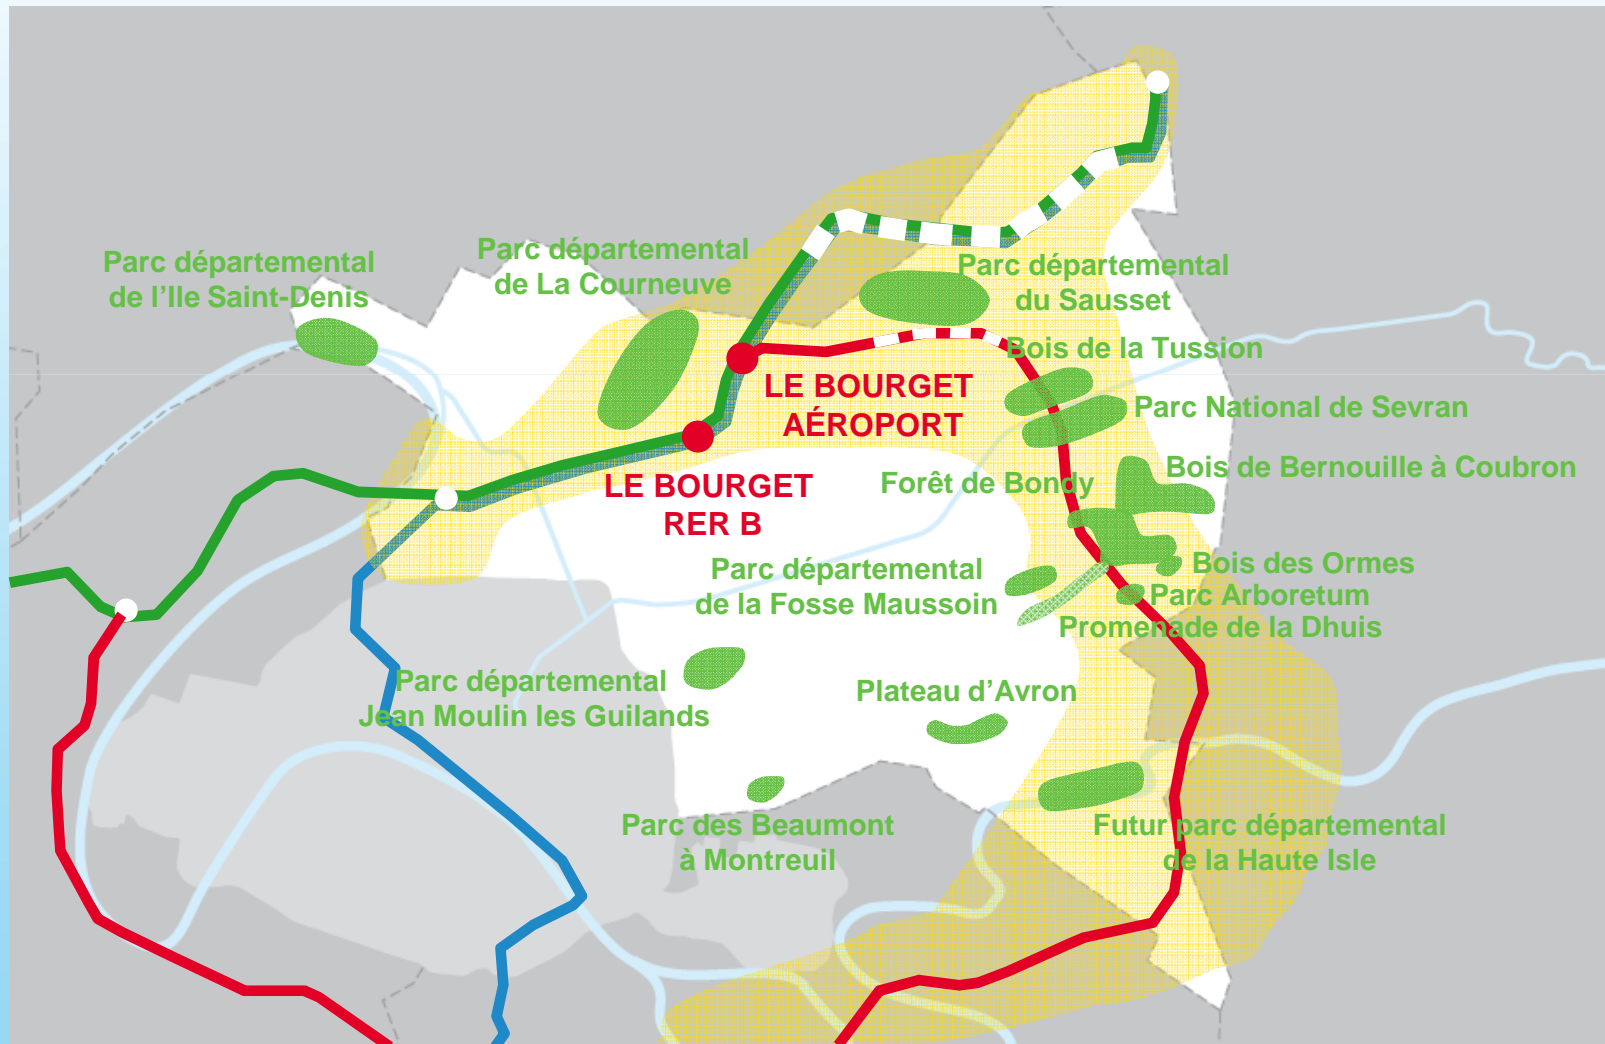 Parc départemental
de La Courneuve
Parc départemental
de l’Ile Saint-Denis
Parc départemental
du Sausset
Bois de la Tussion
LE BOURGET
AÉROPORT
Parc National de Sevran
Bois de Bernouille à Coubron
Forêt de Bondy
LE BOURGET
RER B
Bois des Ormes
Parc départemental
de la Fosse Maussoin
Parc Arboretum
Promenade de la Dhuis
Parc départemental
Jean Moulin les Guilands
Plateau d’Avron
Parc des Beaumont
à Montreuil
Futur parc départemental
de la Haute Isle